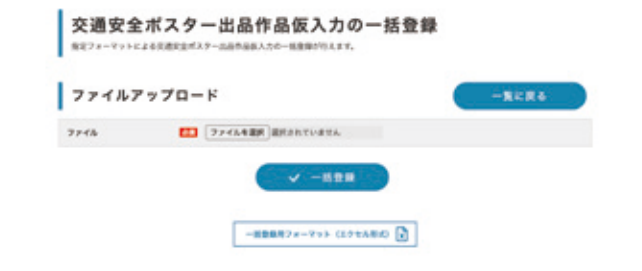 交通安全ポスター出品作品仮入力の一括登録
指定フォーマットによる交通安全ポスター出品作品仮入力の一括登録が行えます。
ファイルアップロード
一覧に戻る
ファイル 必須 ファイルを選択 選択されていません
一括登録
一括登録用フォーマット（エクセル形式）